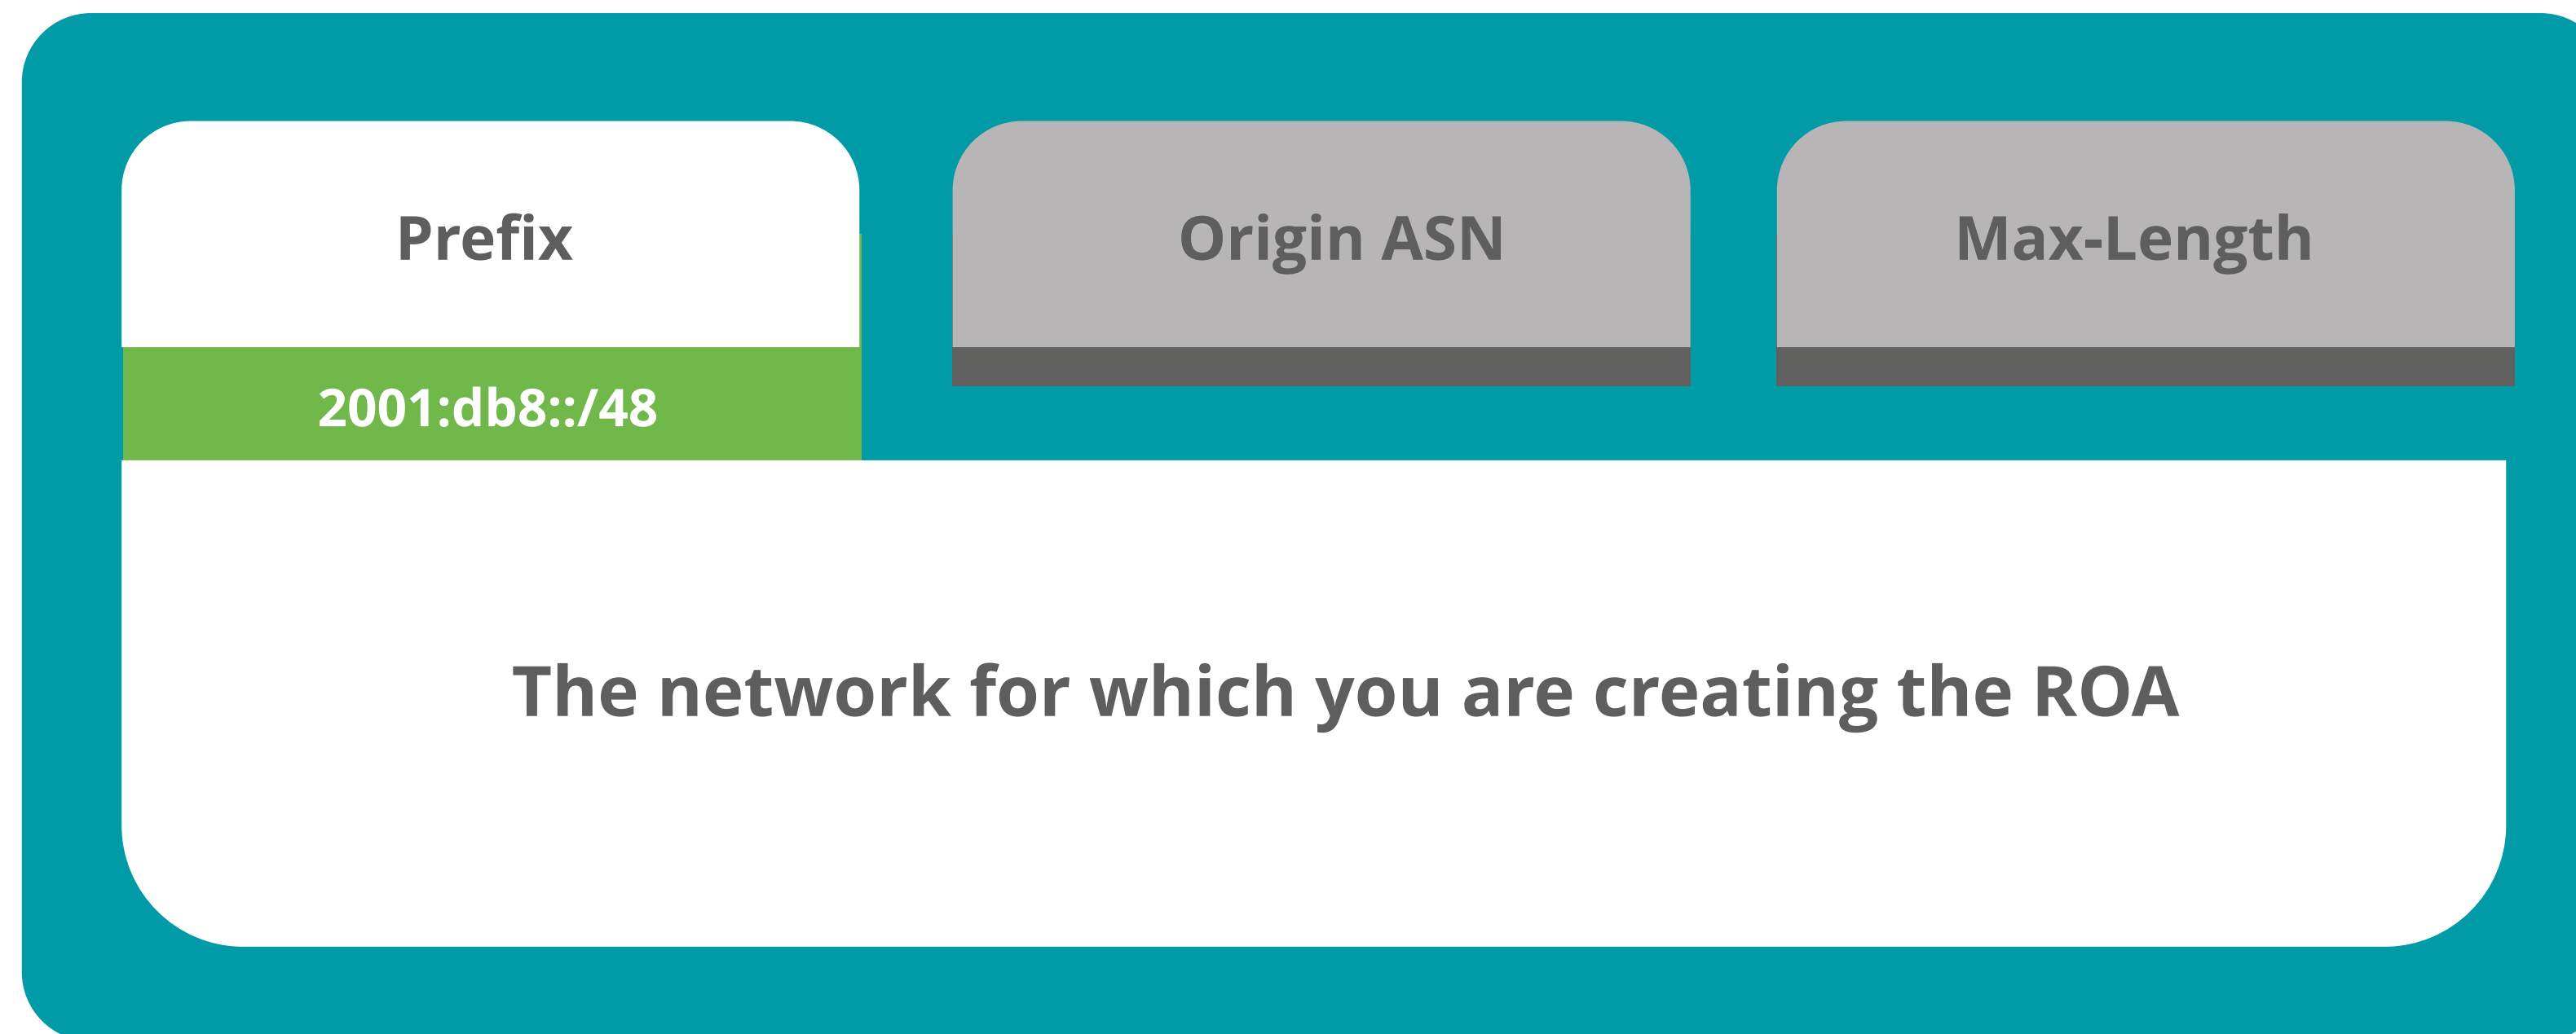 Prefix
Origin ASN
Max-Length
2001:db8::/48
The network for which you are creating the ROA